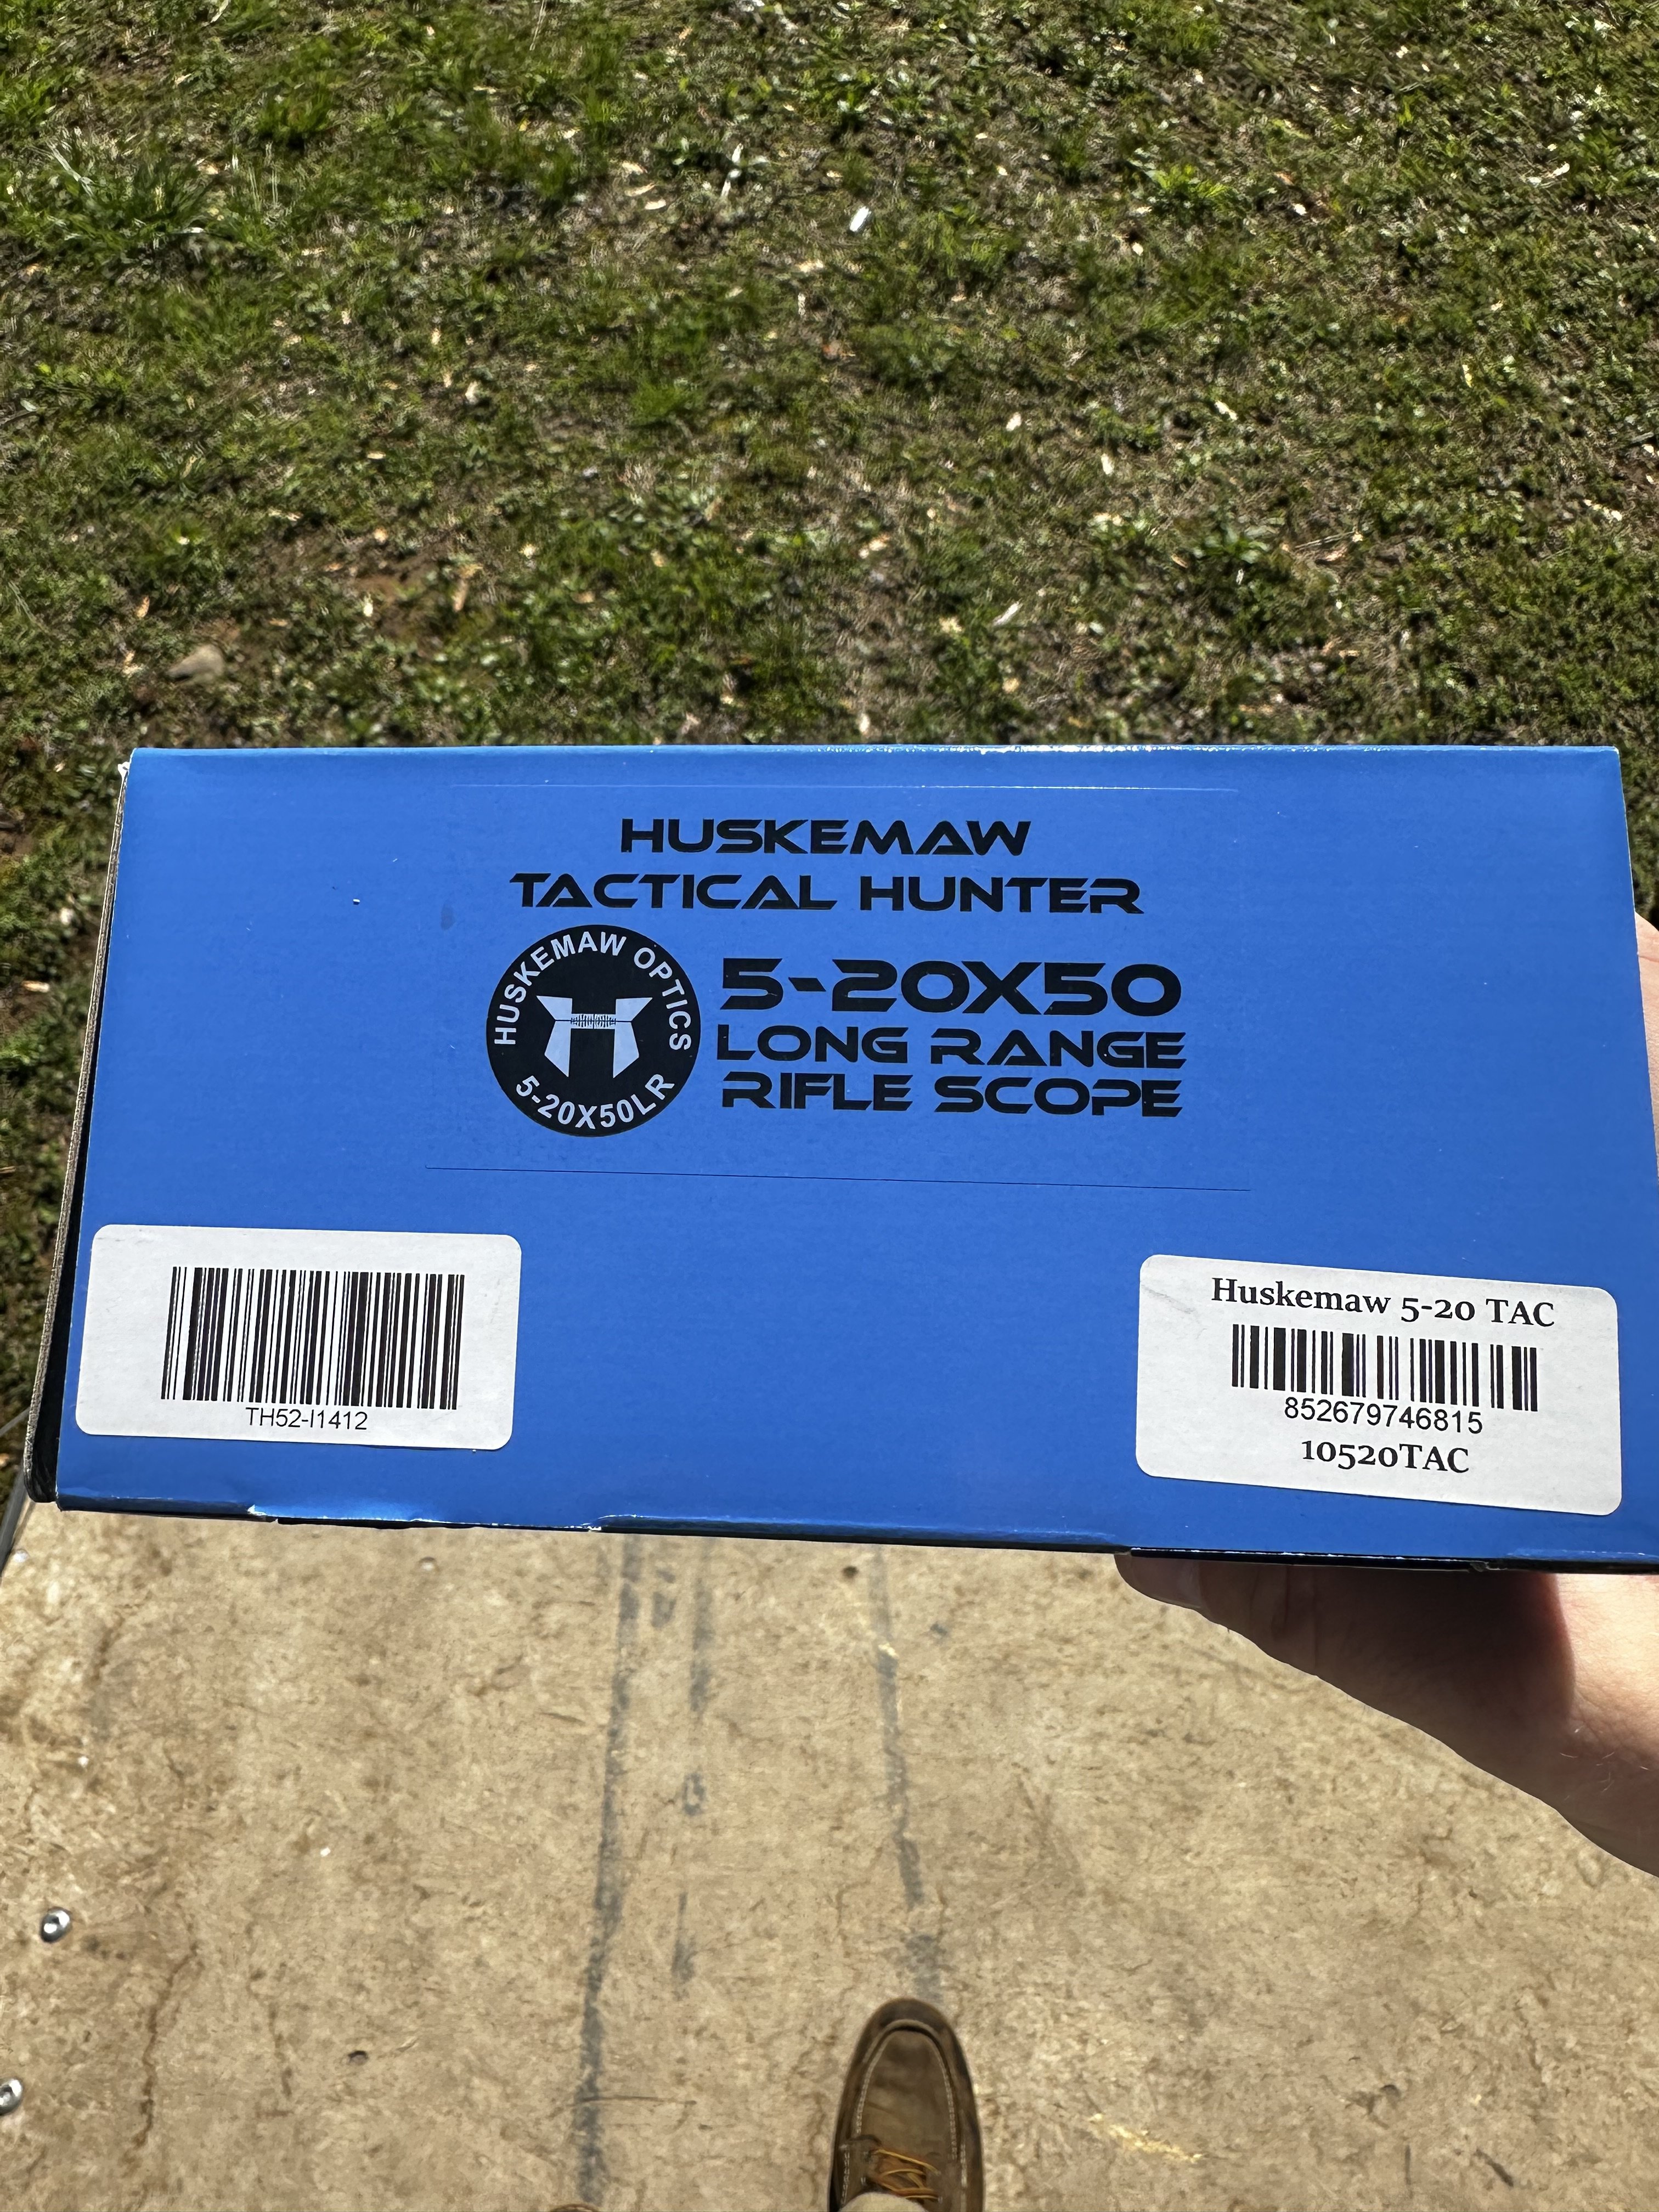 HUSKEMAW
TACTICAL HUNTER
HUSKEMAW OPTICS
5-20X50LR
5-20X50
LONG RANGE
RIFLE SCOPE
TH52-I1412
Huskemaw 5-20 TAC
852679746815
10520TAC